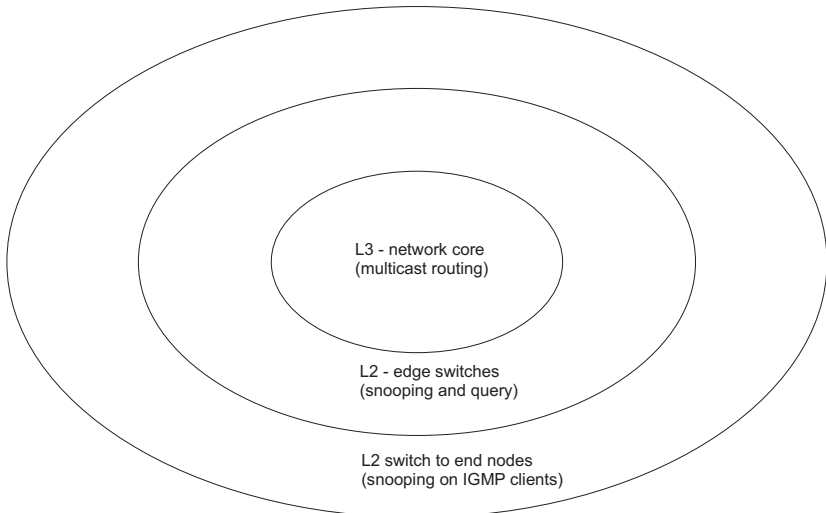 L3 - network core
(multicast routing)
L2 - edge switches
(snooping and query)
L2 switch to end nodes
(snooping on IGMP clients)